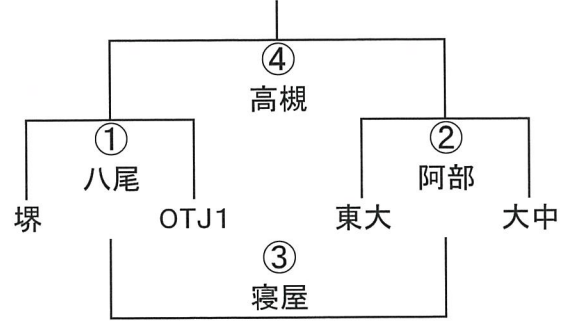 ④
高槻
①
八尾
②
阿部
堺
OTJ1
東大
大中
③
寝屋